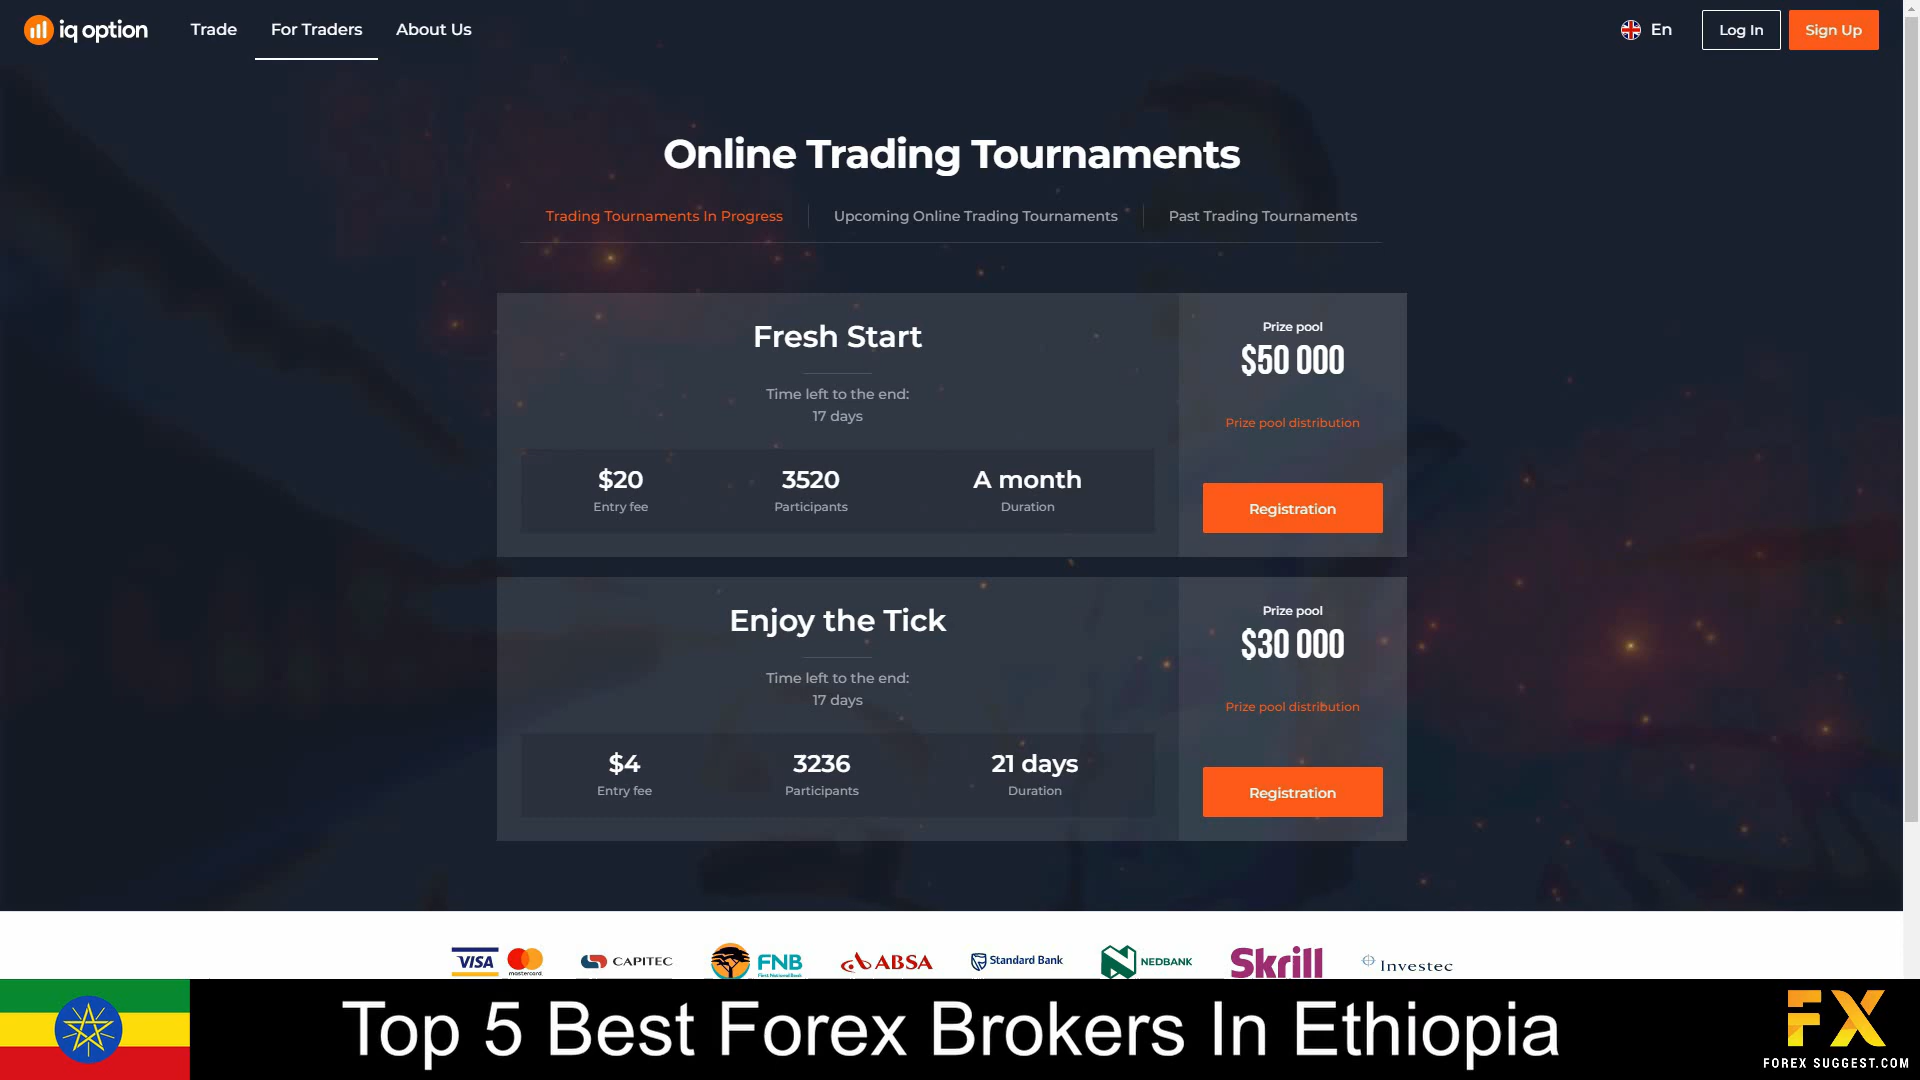 iq option
Trade
For Traders
About Us
En
Log In
Sign Up
Online Trading Tournaments
Trading Tournaments In Progress
Upcoming Online Trading Tournaments
Past Trading Tournaments
Fresh Start
Time left to the end:
17 days
$20
Entry fee
3520
Participants
A month
Duration
Prize pool
$50 000
Prize pool distribution
Registration
Enjoy the Tick
Time left to the end:
17 days
$4
Entry fee
3236
Participants
21 days
Duration
Prize pool
$30 000
Prize pool distribution
Registration
VISA
mastercard
CAPITEC
FNB
First National Bank
ABSA
Standard Bank
NEDBANK
Skrill
Investec
Top 5 Best Forex Brokers In Ethiopia
FX
FOREX SUGGEST.COM